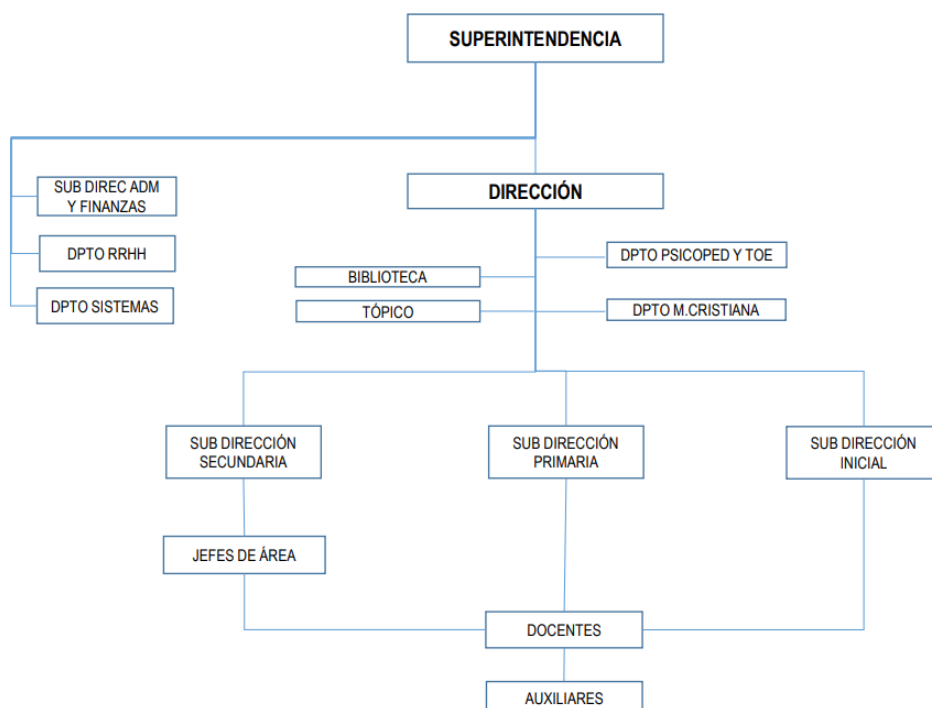 SUPERINTENDENCIA
SUB DIREC ADM
Y FINANZAS
DIRECCIÓN
DPTO RRHH
DPTO PSICOPED Y TOE
BIBLIOTECA
DPTO SISTEMAS
TÓPICO
DPTO M.CRISTIANA
SUB DIRECCIÓN
SECUNDARIA
SUB DIRECCIÓN
PRIMARIA
SUB DIRECCIÓN
INICIAL
JEFES DE ÁREA
DOCENTES
AUXILIARES